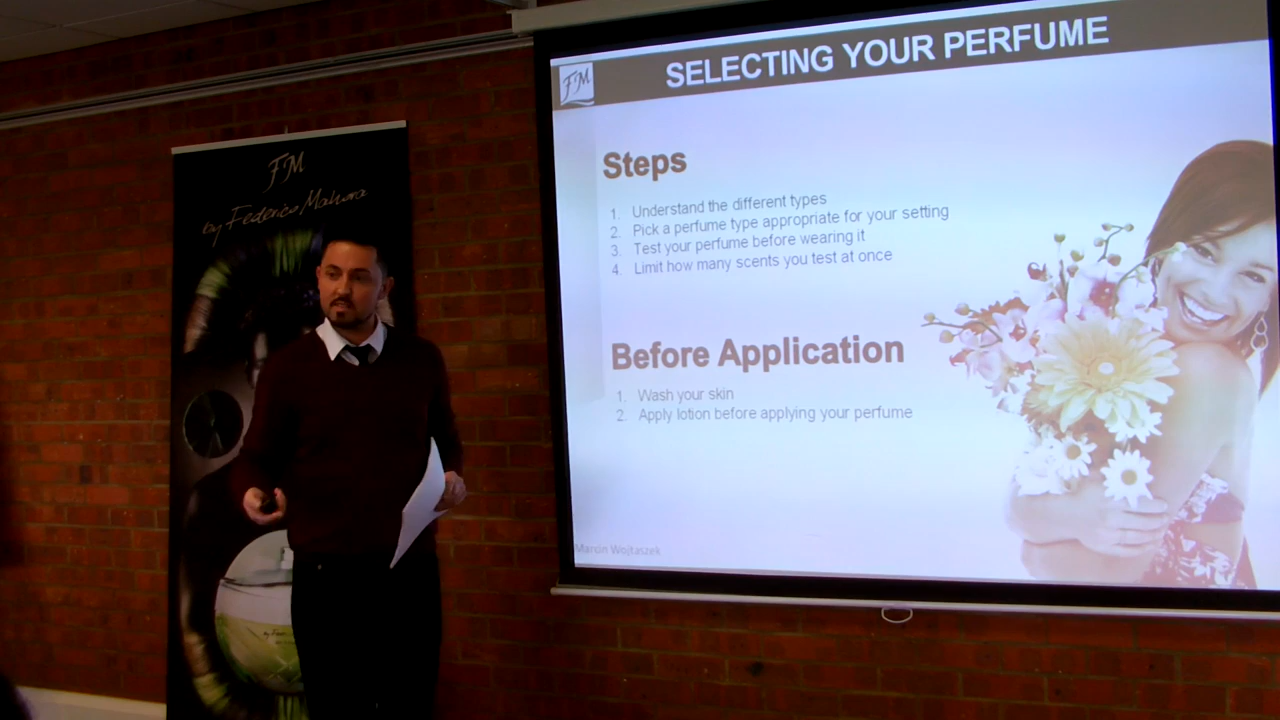 FM
by Federico Mahora
FM
SELECTING YOUR PERFUME
Steps
1. Understand the different types
2. Pick a perfume type appropriate for your setting
3. Test your perfume before wearing it
4. Limit how many scents you test at once
Before Application
1. Wash your skin
2. Apply lotion before applying your perfume
Marcin Wojtaszek